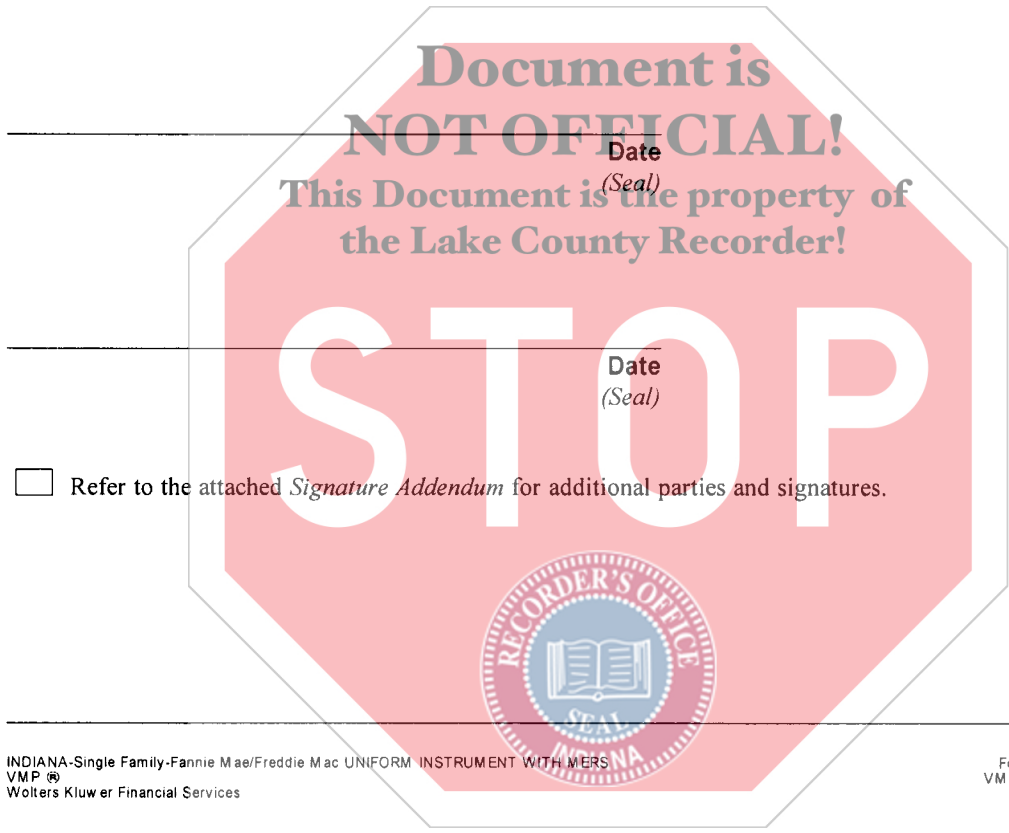 Document is
NOT OFFICIAL!
Date
(Seal)
This Document is the property of
the Lake County Recorder!
STOP
Date
(Seal)
Refer to the attached Signature Addendum for additional parties and signatures.
RECORDER'S OFFICE
SEAL
INDIANA
INDIANA-Single Family-Fannie Mae/Freddie Mac UNIFORM INSTRUMENT WITH MERS
VMP ®
Wolters Kluwer Financial Services
Fo
VM